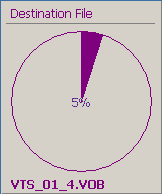 Destination File
5%
VTS_01_4.VOB